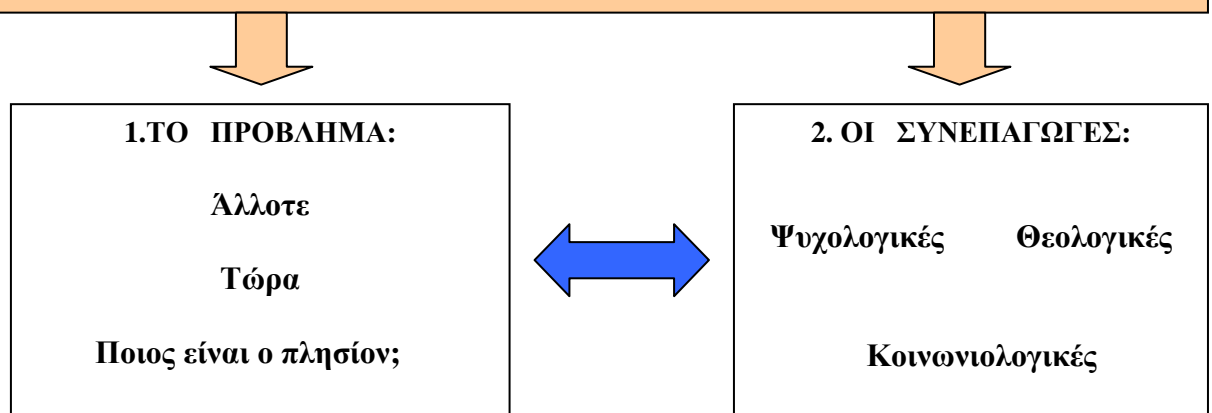 1.ΤΟ ΠΡΟΒΛΗΜΑ:
Άλλοτε
Τώρα
Ποιος είναι ο πλησίον;
2. ΟΙ ΣΥΝΕΠΑΓΩΓΕΣ:
Ψυχολογικές Θεολογικές
Κοινωνιολογικές